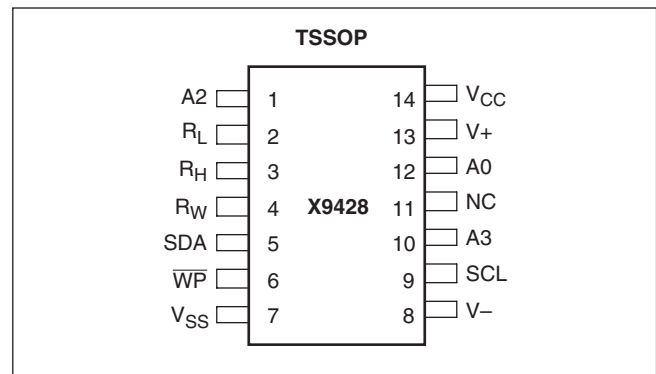 TSSOP
A2 1 14 VCC
RL 2 13 V+
RH 3 12 A0
RW 4 X9428 11 NC
SDA 5 10 A3
WP 6 9 SCL
VSS 7 8 V–